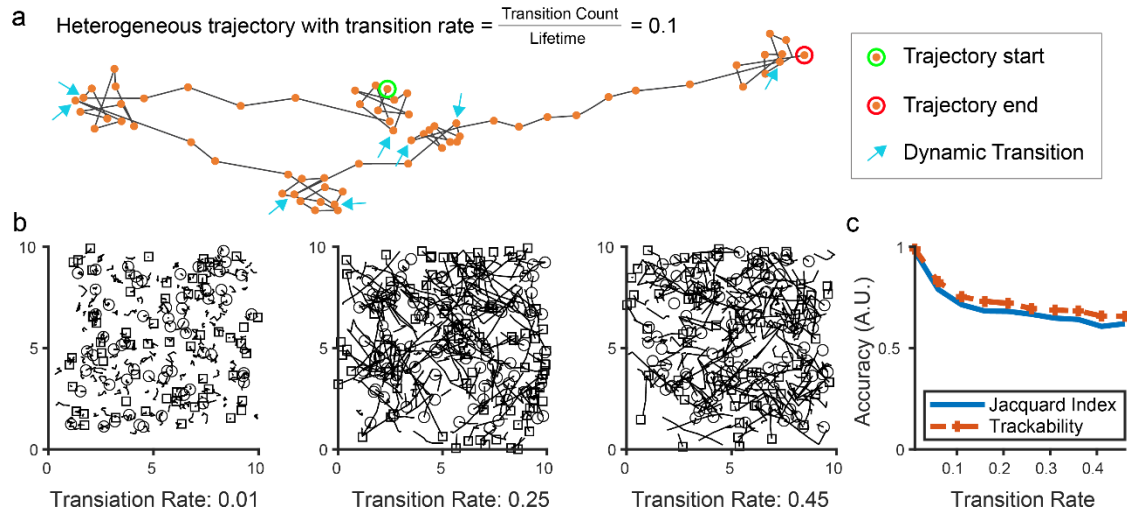 a
Heterogeneous trajectory with transition rate = Transition Count / Lifetime = 0.1
Trajectory start
Trajectory end
Dynamic Transition
b
10
5
0
0
5
10
Transiation Rate: 0.01
10
5
0
0
5
10
Transition Rate: 0.25
10
5
0
0
5
10
Transition Rate: 0.45
c
Accuracy (A.U.)
1
0
0.1
0.2
0.3
0.4
Jacquard Index
Trackability
Transition Rate